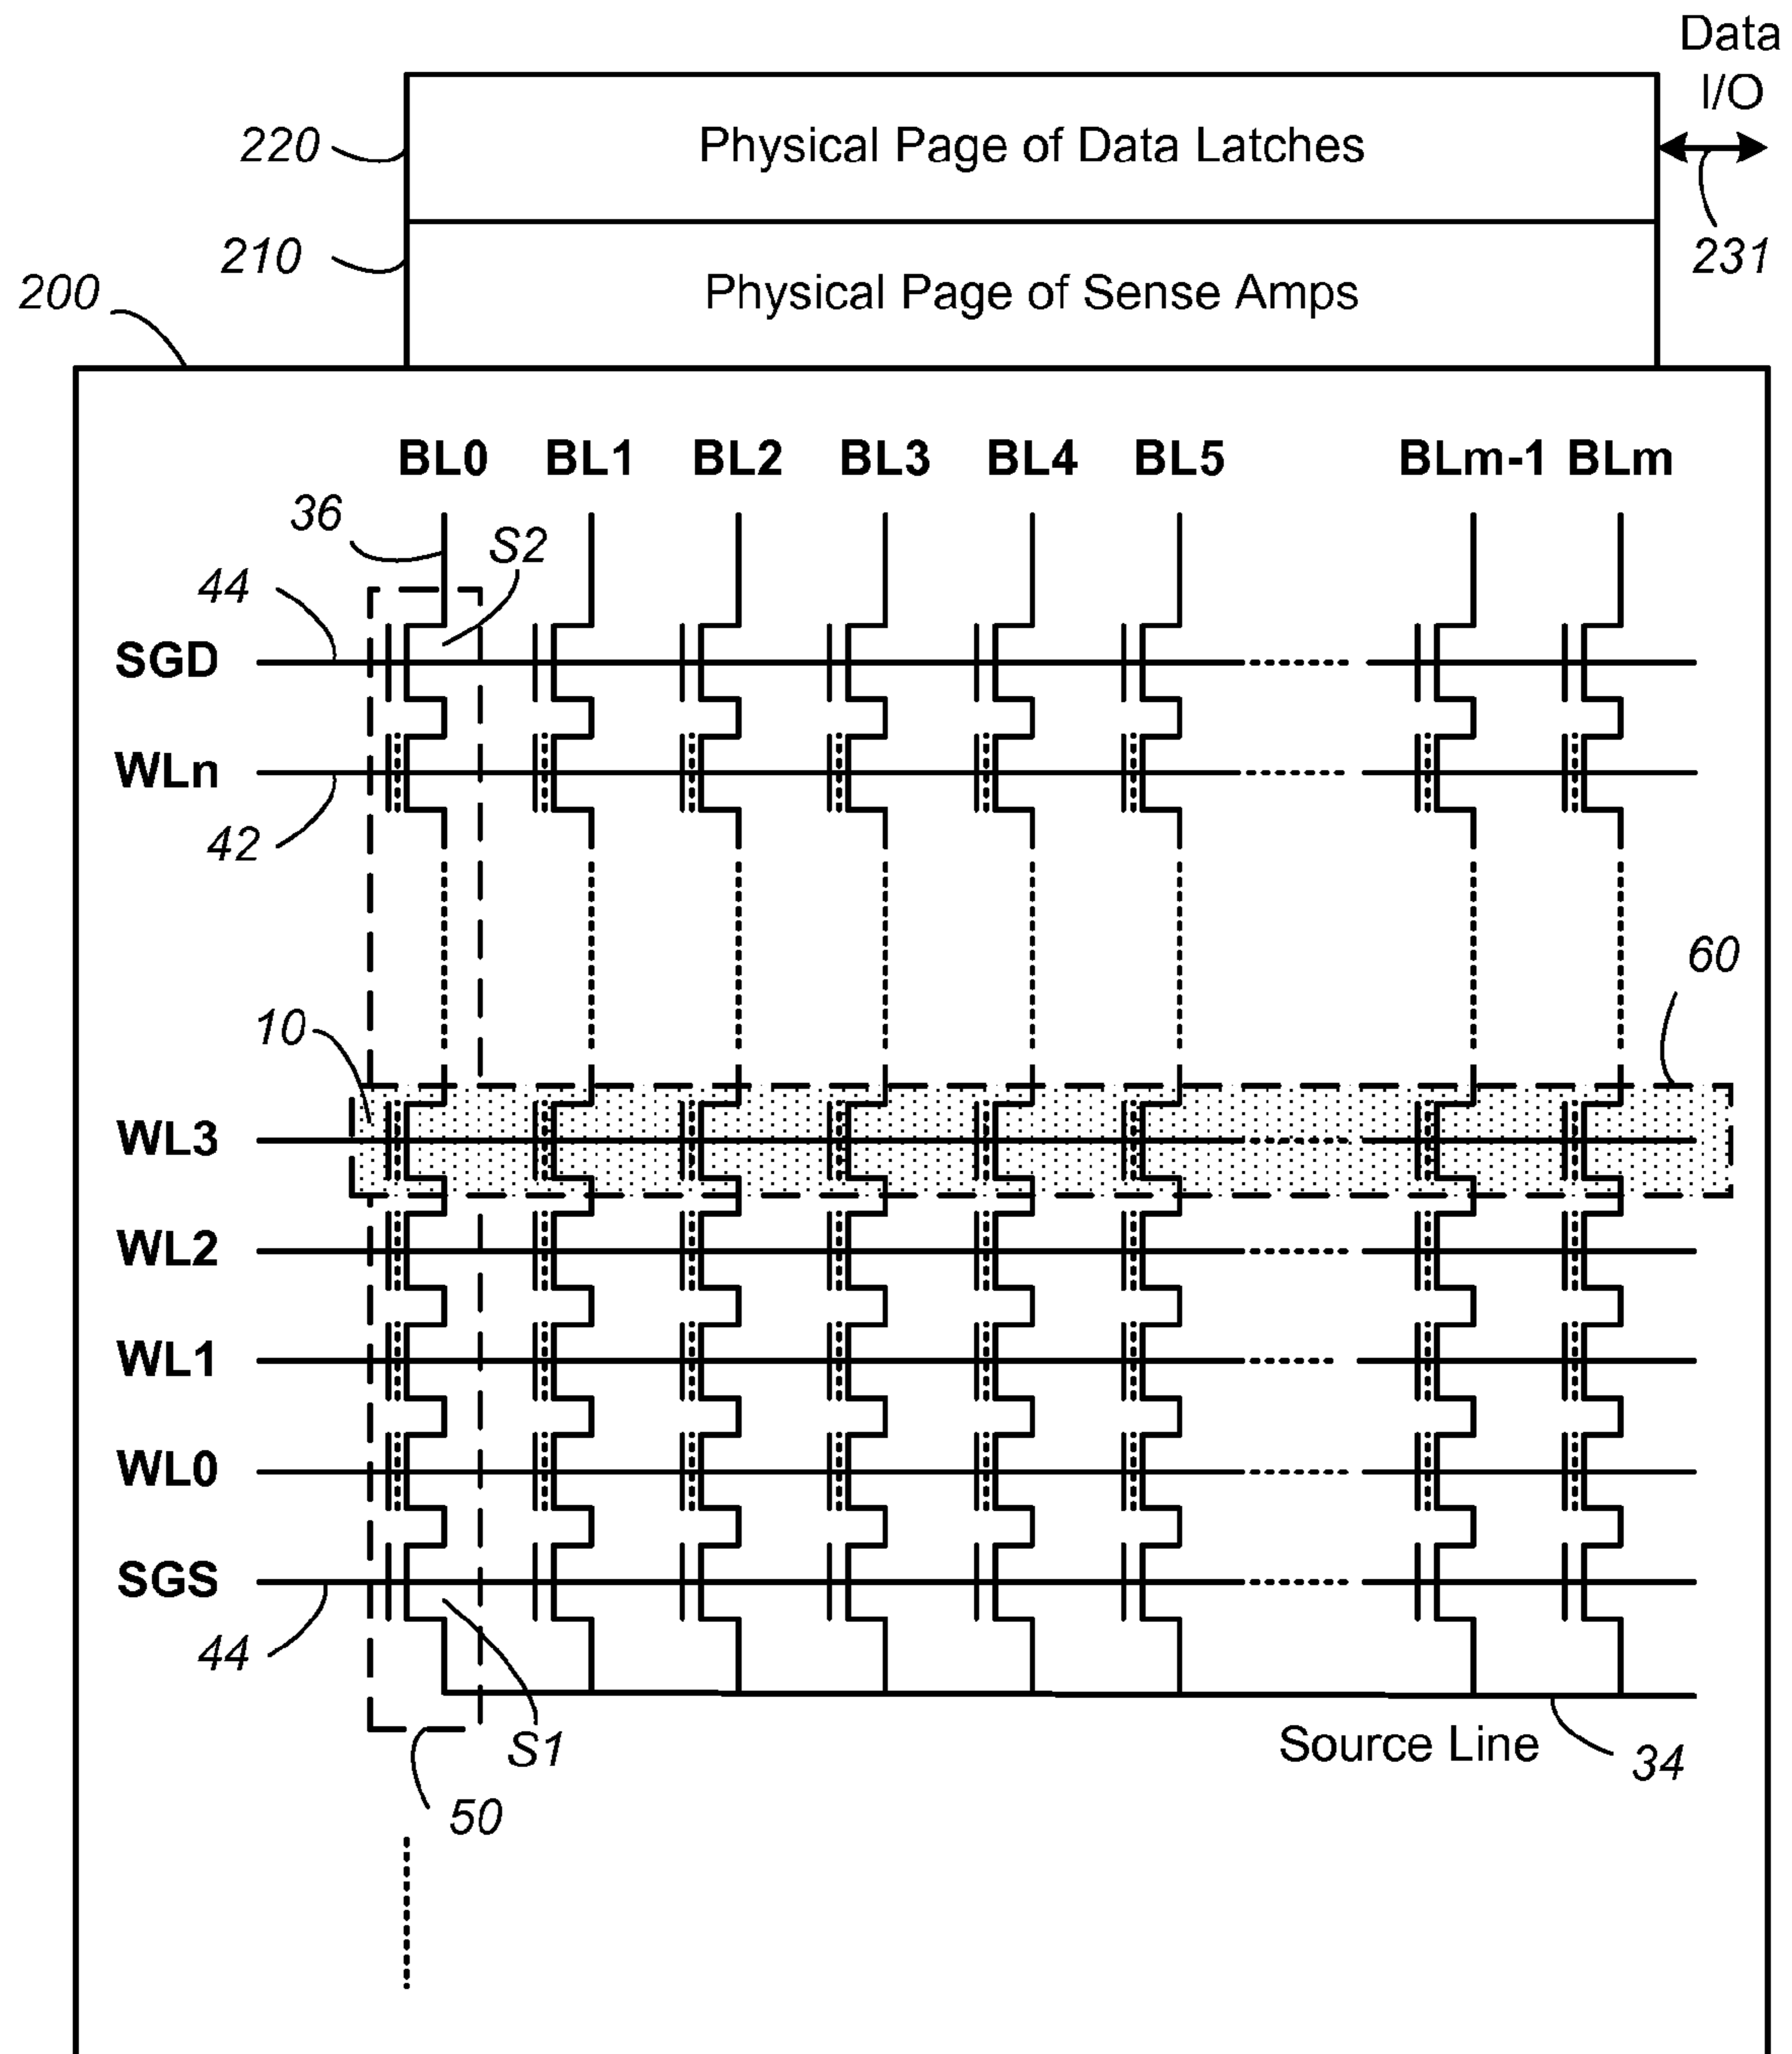 Data
I/O
220
Physical Page of Data Latches
210
231
Physical Page of Sense Amps
200
BL0 BL1 BL2 BL3 BL4 BL5 BLm-1 BLm
36
S2
44
SGD
WLn
42
60
10
WL3
WL2
WL1
WL0
SGS
44
S1
Source Line
34
50